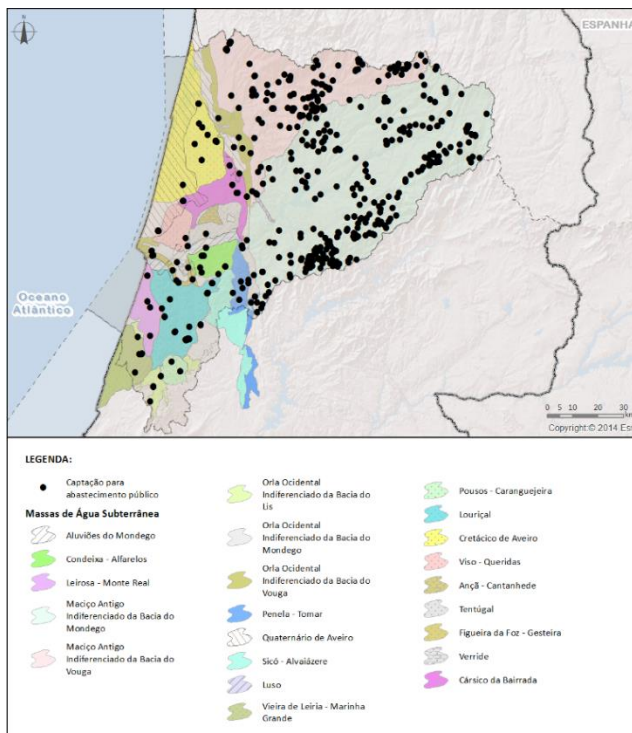 ESPANHA
Oceano
Atlântico
0 5 10 20 30
km
Copyright:© 2014 Es
LEGENDA:
Captação para
abastecimento público
Massas de Água Subterrânea
Aluviões do Mondego
Condeixa - Alfarelos
Leirosa - Monte Real
Maciço Antigo
Indiferenciado da Bacia do
Mondego
Maciço Antigo
Indiferenciado da Bacia do
Vouga
Orla Ocidental
Indiferenciado da Bacia do
Lis
Orla Ocidental
Indiferenciado da Bacia do
Mondego
Orla Ocidental
Indiferenciado da Bacia do
Vouga
Penela - Tomar
Quaternário de Aveiro
Sicó - Alvaiázere
Luso
Vieira de Leiria - Marinha
Grande
Pousos - Caranguejeira
Louriçal
Cretácico de Aveiro
Viso - Queridas
Ançã - Cantanhede
Tentúgal
Figueira da Foz - Gesteira
Verride
Cársico da Bairrada